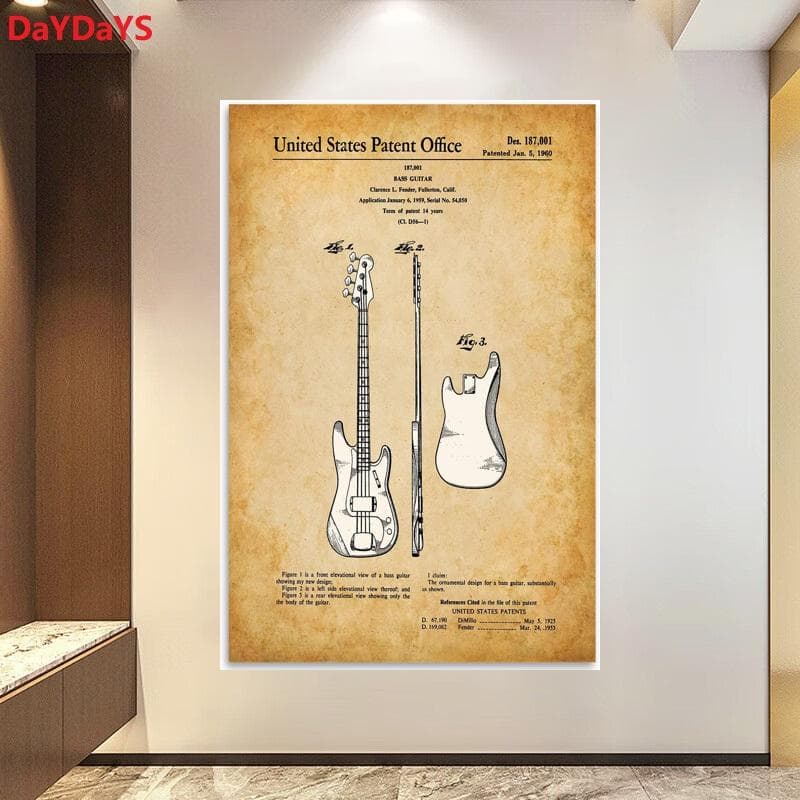 DaYDaYS
United States Patent Office
Des. 187,001
Patented Jan. 5, 1960
187,001
BASS GUITAR
Clarence L. Fender, Fullerton, Calif.
Application January 6, 1959, Serial No. 54,050
Term of patent 14 years
(Cl. D56—1)
Fig. 1.
Fig. 2.
Fig. 3.
Figure 1 is a front elevational view of a bass guitar
showing my new design;
Figure 2 is a left side elevational view thereof; and
Figure 3 is a rear elevational view showing only the
the body of the guitar.
I claim:
The ornamental design for a bass guitar, substantially
as shown.
References Cited in the file of this patent
UNITED STATES PATENTS
D. 67,190 DiMillo May 5, 1925
D. 169,062 Fender Mar. 24, 1953